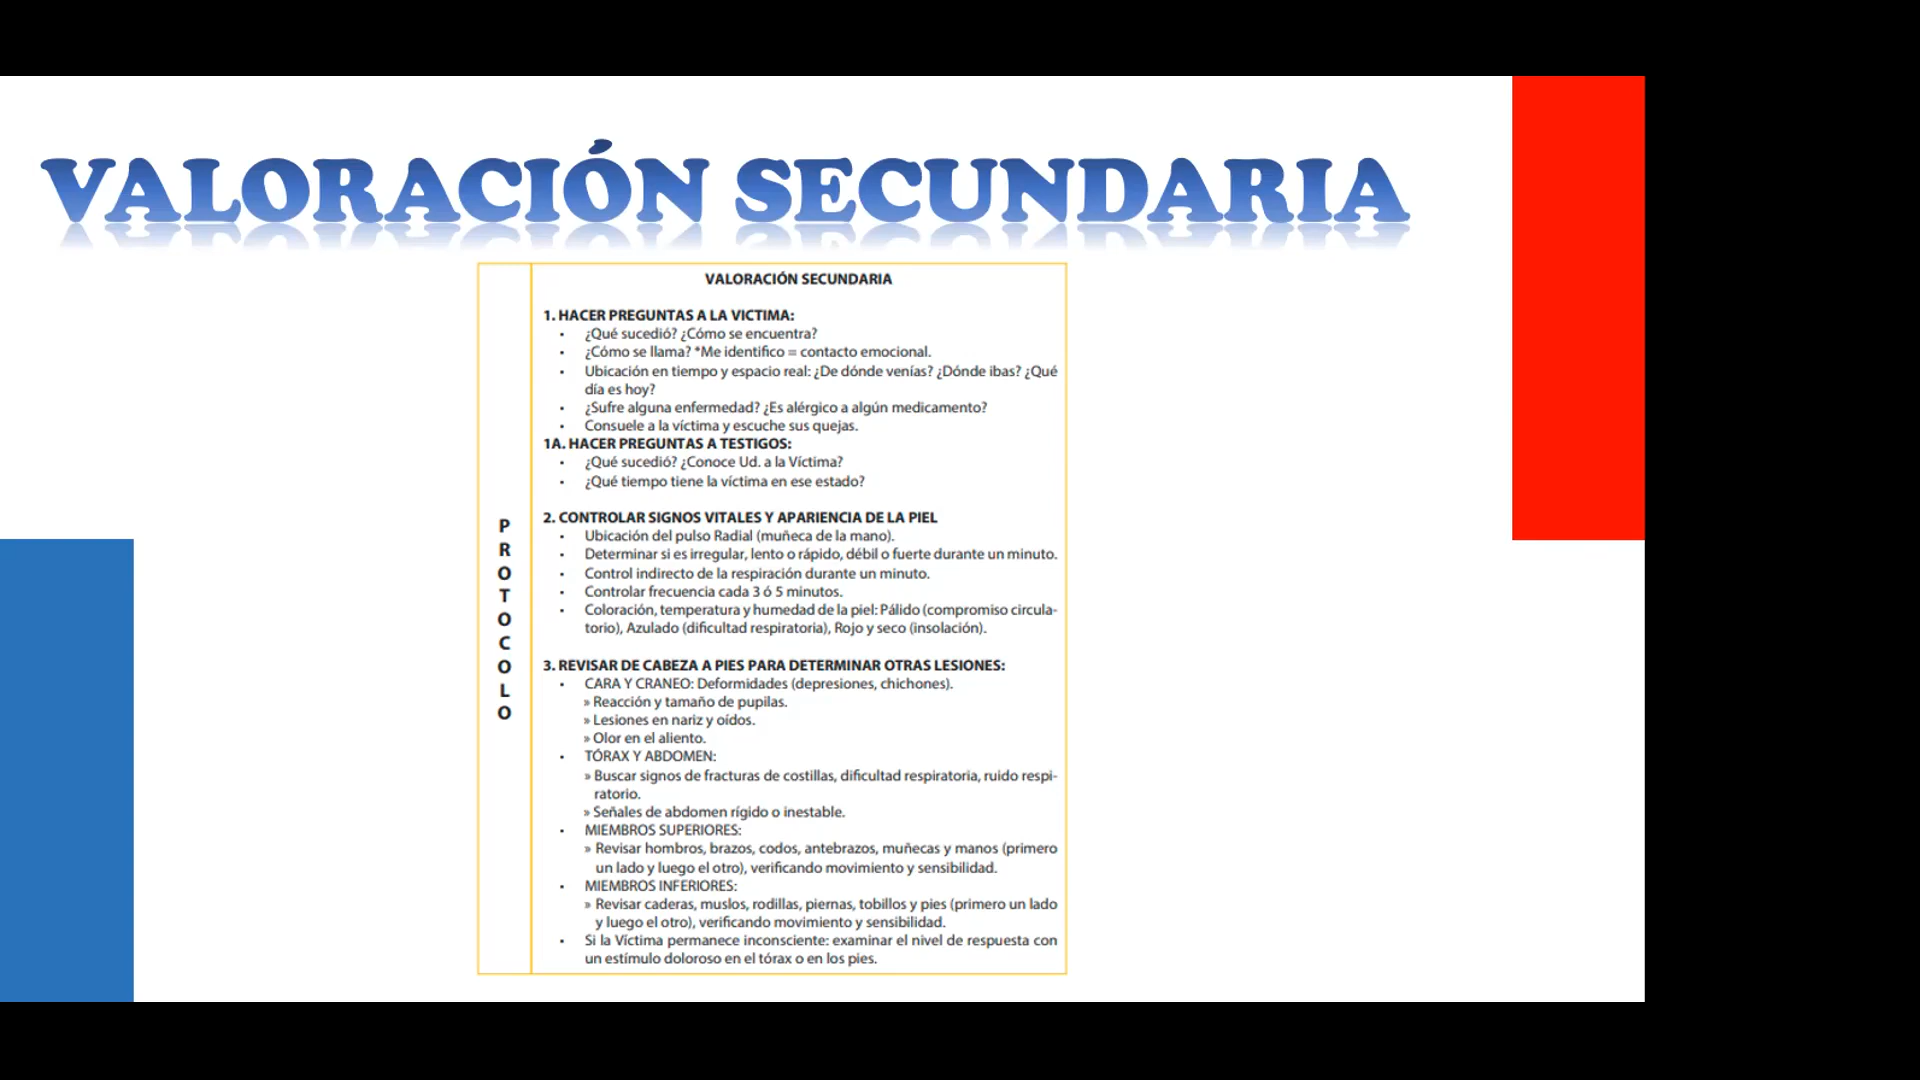 VALORACIÓN SECUNDARIA
PROTOCOLO
VALORACIÓN SECUNDARIA
1. HACER PREGUNTAS A LA VICTIMA:
• ¿Qué sucedió? ¿Cómo se encuentra?
• ¿Cómo se llama? *Me identifico = contacto emocional.
• Ubicación en tiempo y espacio real: ¿De dónde venías? ¿Dónde ibas? ¿Qué
día es hoy?
• ¿Sufre alguna enfermedad? ¿Es alérgico a algún medicamento?
• Consuele a la víctima y escuche sus quejas.
1A. HACER PREGUNTAS A TESTIGOS:
• ¿Qué sucedió? ¿Conoce Ud. a la Víctima?
• ¿Qué tiempo tiene la víctima en ese estado?
2. CONTROLAR SIGNOS VITALES Y APARIENCIA DE LA PIEL
• Ubicación del pulso Radial (muñeca de la mano).
• Determinar si es irregular, lento o rápido, débil o fuerte durante un minuto.
• Control indirecto de la respiración durante un minuto.
• Controlar frecuencia cada 3 ó 5 minutos.
• Coloración, temperatura y humedad de la piel: Pálido (compromiso circula-
torio), Azulado (dificultad respiratoria), Rojo y seco (insolación).
3. REVISAR DE CABEZA A PIES PARA DETERMINAR OTRAS LESIONES:
• CARA Y CRANEO: Deformidades (depresiones, chichones).
» Reacción y tamaño de pupilas.
» Lesiones en nariz y oídos.
» Olor en el aliento.
• TÓRAX Y ABDOMEN:
» Buscar signos de fracturas de costillas, dificultad respiratoria, ruido respi-
ratorio.
» Señales de abdomen rígido o inestable.
• MIEMBROS SUPERIORES:
» Revisar hombros, brazos, codos, antebrazos, muñecas y manos (primero
un lado y luego el otro), verificando movimiento y sensibilidad.
• MIEMBROS INFERIORES:
» Revisar caderas, muslos, rodillas, piernas, tobillos y pies (primero un lado
y luego el otro), verificando movimiento y sensibilidad.
• Si la Víctima permanece inconsciente: examinar el nivel de respuesta con
un estímulo doloroso en el tórax o en los pies.